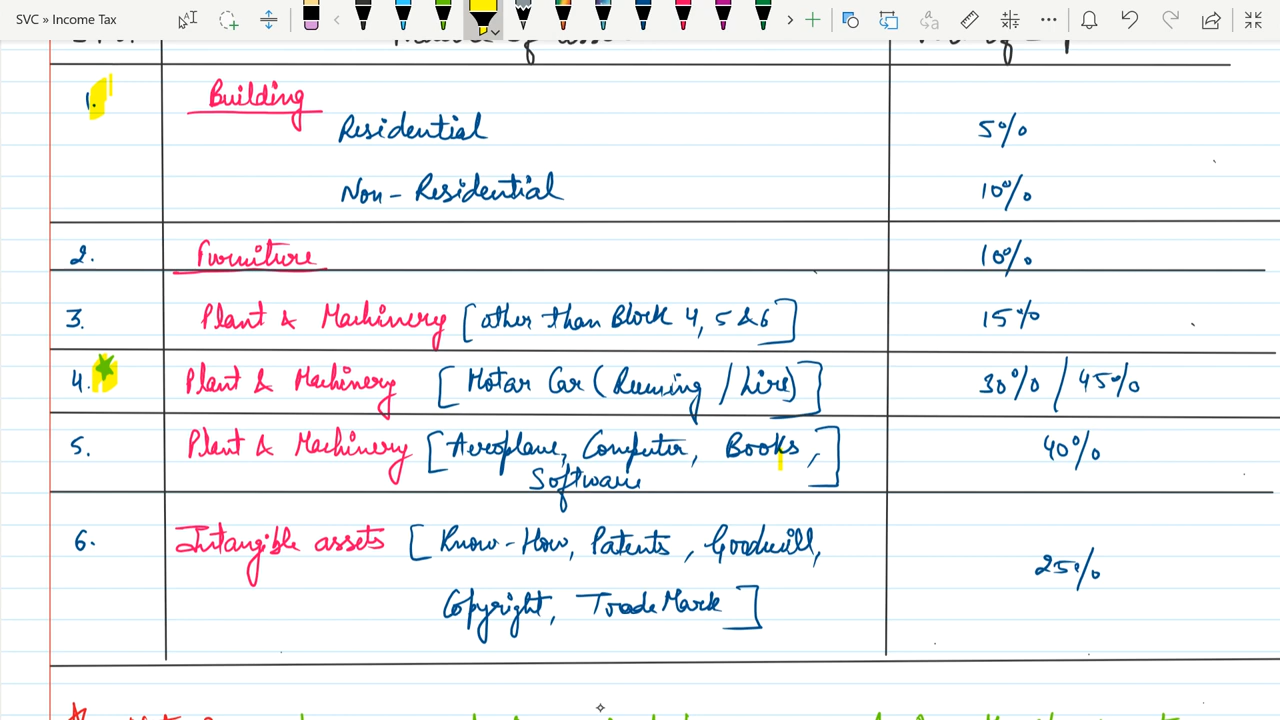 SVC » Income Tax
of
1. Building
Residential 5%
Non - Residential 10%
2. Furniture 10%
3. Plant & Machinery [other than Block 4, 5 & 6] 15%
4. Plant & Machinery [Motar Car (Running / hire)] 30% / 45%
5. Plant & Machinery [Aeroplane, Computer, Books, 40%
Software]
6. Intangible assets [Know-How, Patents, Goodwill,
25%
Copyright, TradeMark]